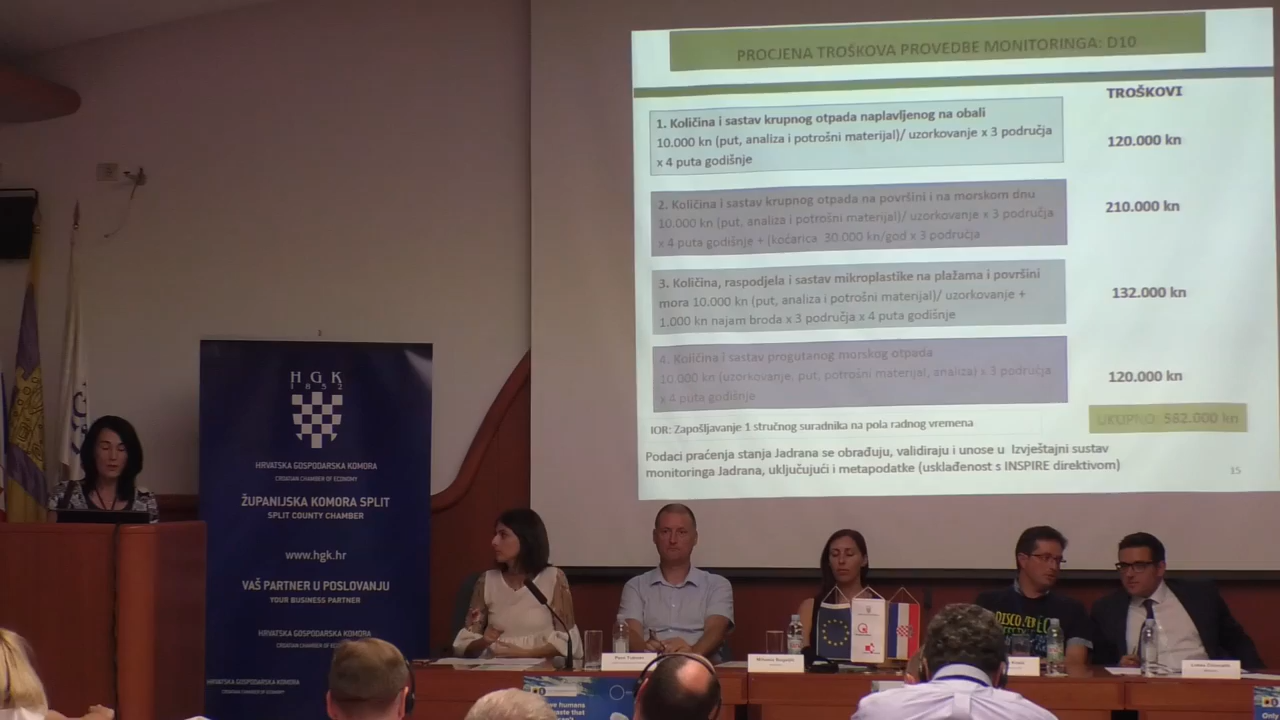 PROCJENA TROŠKOVA PROVEDBE MONITORINGA: D10
TROŠKOVI
1. Količina i sastav krupnog otpada naplavljenog na obali
10.000 kn (put, analiza i potrošni materijal)/ uzorkovanje x 3 područja
x 4 puta godišnje
120.000 kn
2. Količina i sastav krupnog otpada na površini i na morskom dnu
10.000 kn (put, analiza i potrošni materijal)/ uzorkovanje x 3 područja
x 4 puta godišnje + (koćarica 30.000 kn/god x 3 područja
210.000 kn
3. Količina, raspodjela i sastav mikroplastike na plažama i površini
mora 10.000 kn (put, analiza i potrošni materijal)/ uzorkovanje +
1.000 kn najam broda x 3 područja x 4 puta godišnje
132.000 kn
4. Količina i sastav progutanog morskog otpada
10.000 kn (uzorkovanje, put, potrošni materijal, analiza) x 3 područja
x 4 puta godišnje
120.000 kn
UKUPNO: 582.000 kn
IOR: Zapošljavanje 1 stručnog suradnika na pola radnog vremena
Podaci praćenja stanja Jadrana se obrađuju, validiraju i unose u Izvještajni sustav
monitoringa Jadrana, uključujući i metapodatke (usklađenost s INSPIRE direktivom)
15
HGK
1852
HRVATSKA GOSPODARSKA KOMORA
CROATIAN CHAMBER OF ECONOMY
ŽUPANIJSKA KOMORA SPLIT
SPLIT COUNTY CHAMBER
www.hgk.hr
VAŠ PARTNER U POSLOVANJU
YOUR BUSINESS PARTNER
HRVATSKA GOSPODARSKA KOMORA
HRVATSKA GOSPODARSKA KOMORA
CROATIAN CHAMBER OF ECONOMY
humans
waste that